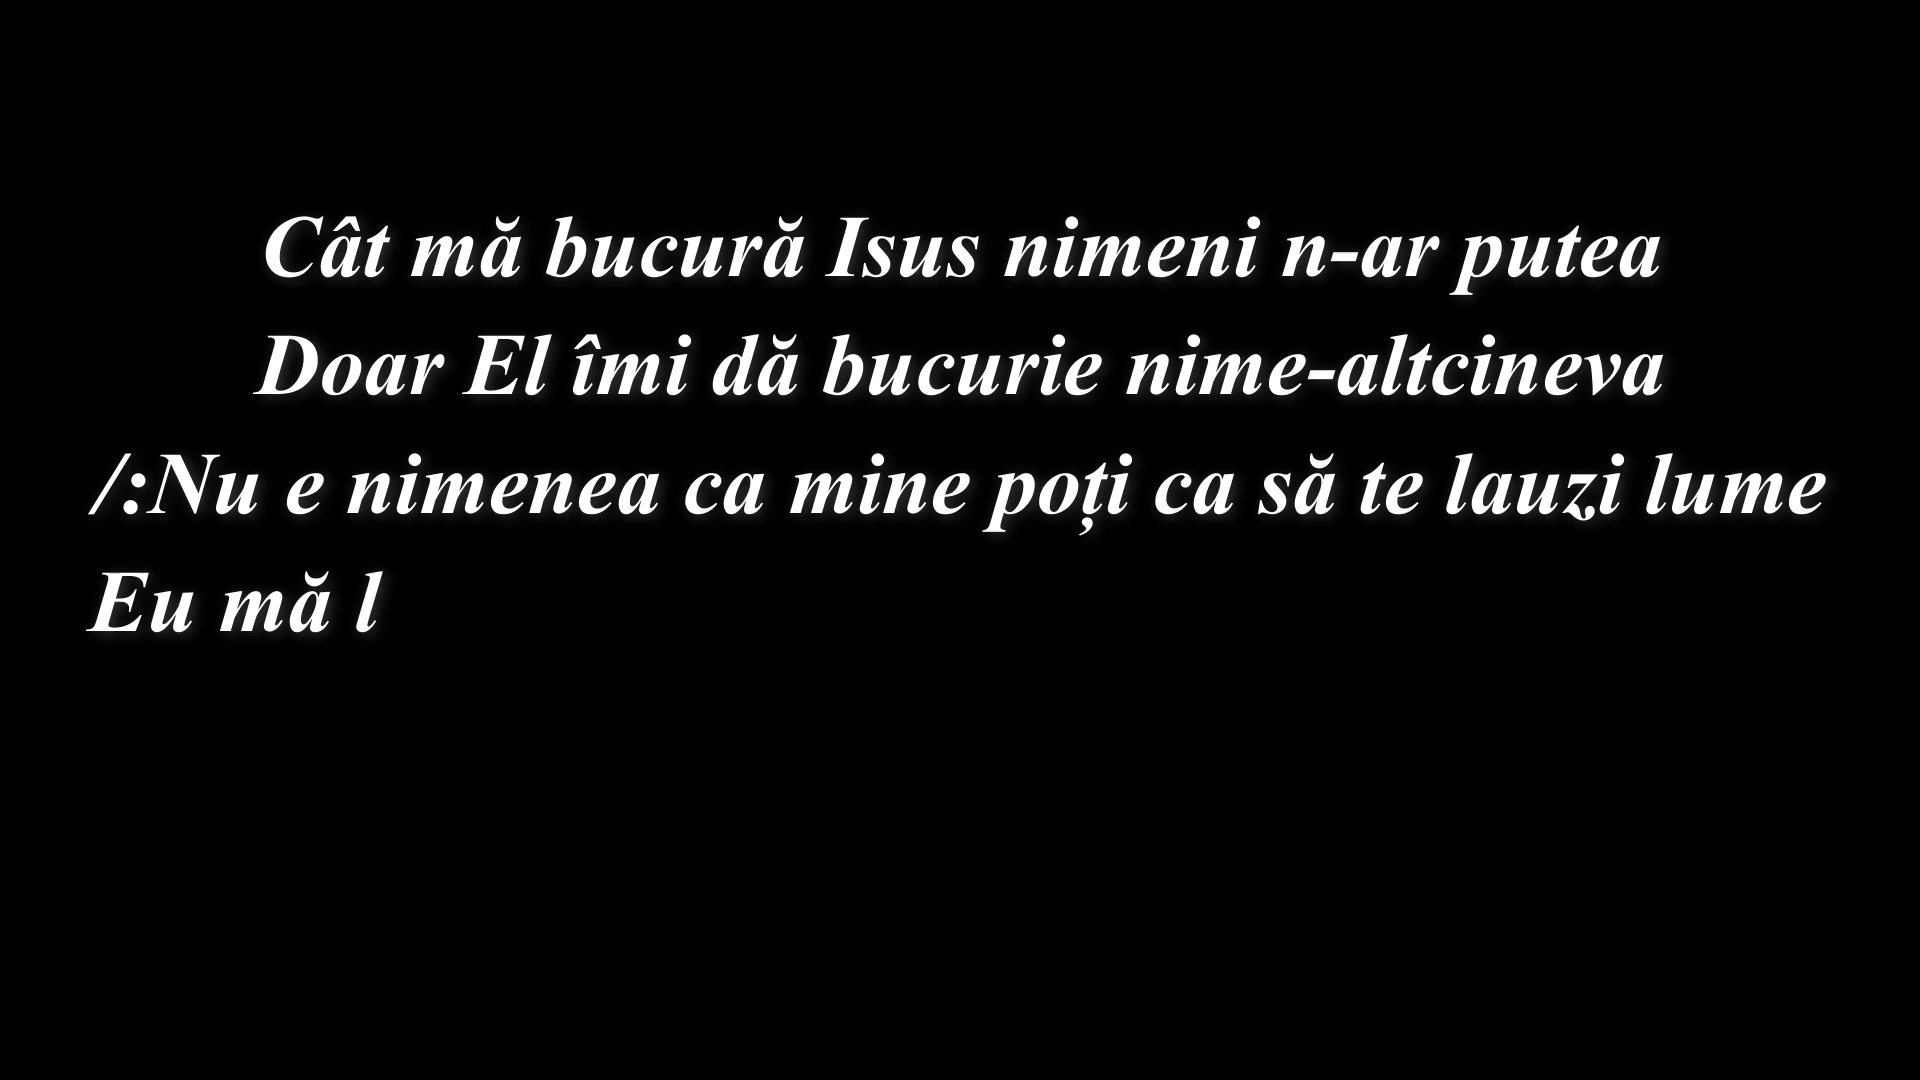 Cât mă bucură Isus nimeni n-ar putea
Doar El îmi dă bucurie nime-altcineva
/:Nu e nimenea ca mine poți ca să te lauzi lume
Eu mă l